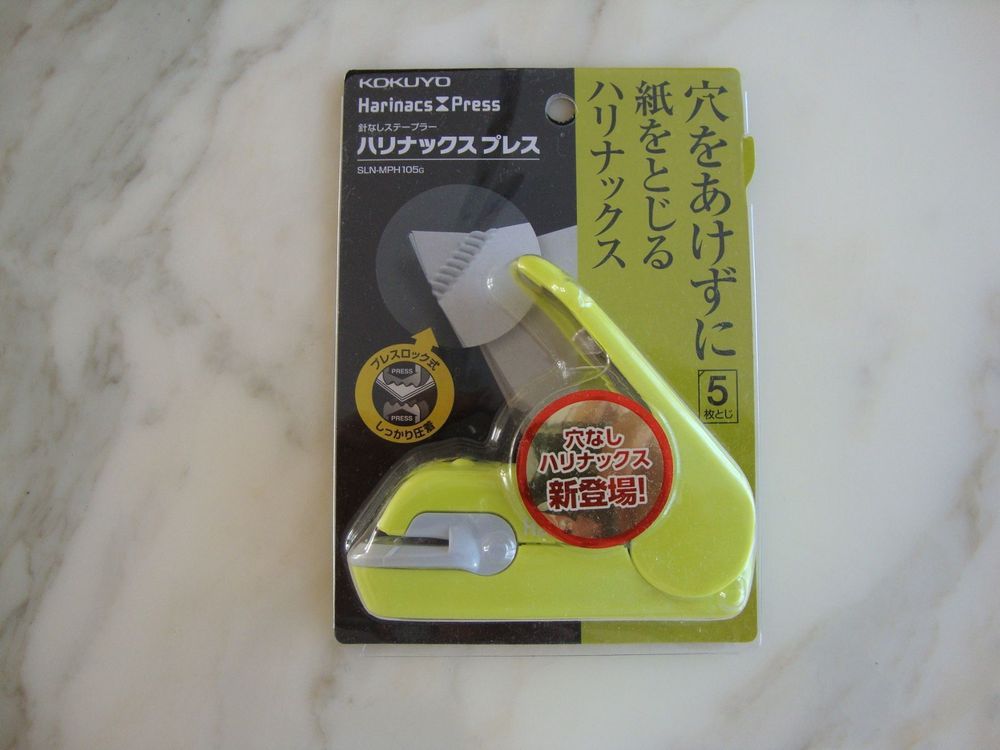 KOKUYO
Harinacs Press
針なしステープラー
ハリナックス プレス
SLN-MPH105G
穴をあけずに
紙をとじる
ハリナックス
5
枚とじ
プレスロック式
PRESS
PRESS
しっかり圧着
穴なし
ハリナックス
新登場!